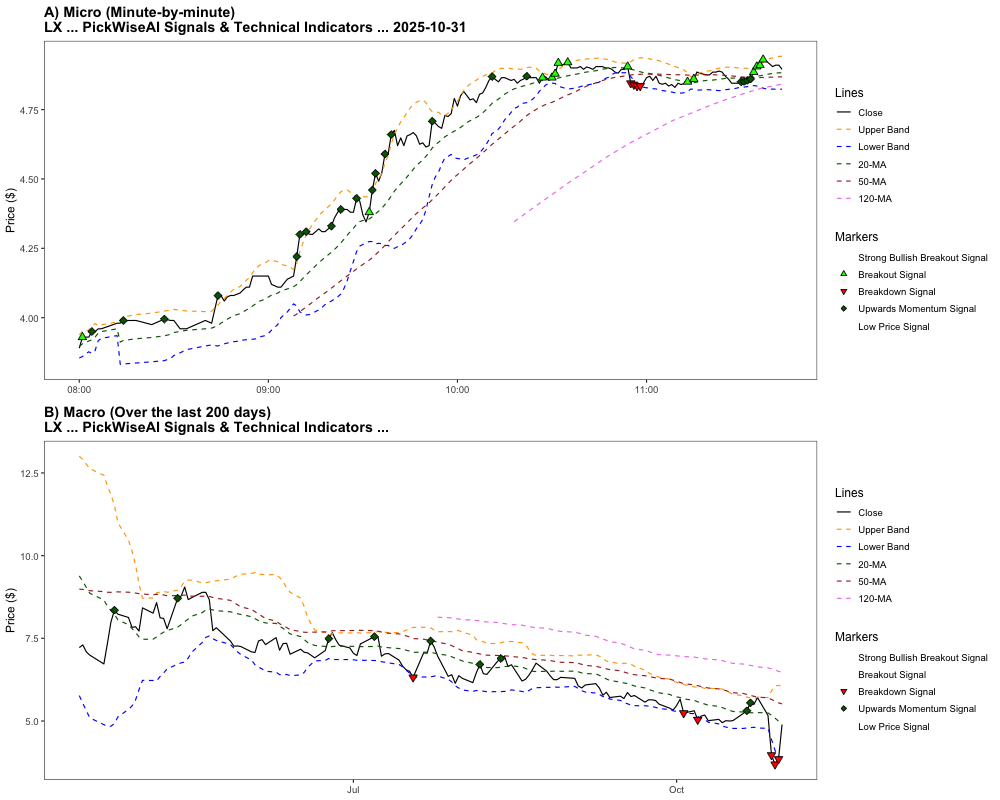 A) Micro (Minute-by-minute)
LX ... PickWiseAI Signals & Technical Indicators ... 2025-10-31
Price ($)
4.75
4.50
4.25
4.00
08:00
09:00
10:00
11:00
Lines
Close
Upper Band
Lower Band
20-MA
50-MA
120-MA
Markers
Strong Bullish Breakout Signal
Breakout Signal
Breakdown Signal
Upwards Momentum Signal
Low Price Signal
B) Macro (Over the last 200 days)
LX ... PickWiseAI Signals & Technical Indicators ...
Price ($)
12.5
10.0
7.5
5.0
Jul
Oct
Lines
Close
Upper Band
Lower Band
20-MA
50-MA
120-MA
Markers
Strong Bullish Breakout Signal
Breakout Signal
Breakdown Signal
Upwards Momentum Signal
Low Price Signal